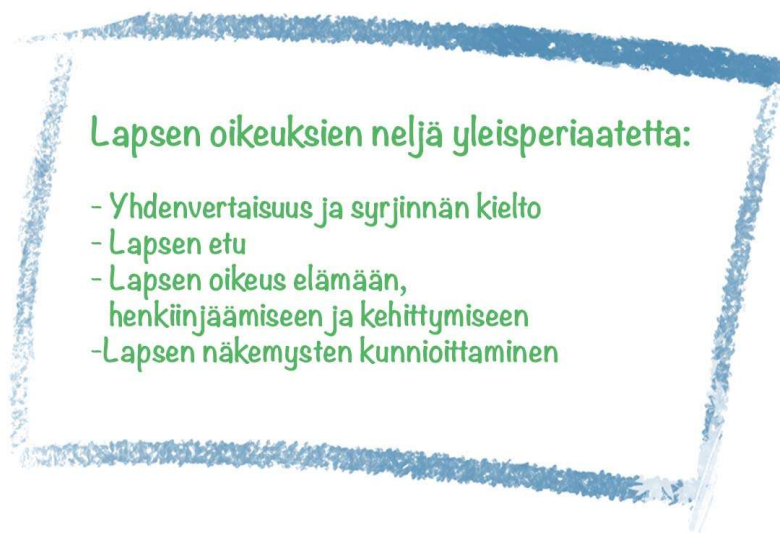 Lapsen oikeuksien neljä yleisperiaatetta:
- Yhdenvertaisuus ja syrjinnän kielto
- Lapsen etu
- Lapsen oikeus elämään,
henkiinjäämiseen ja kehittymiseen
-Lapsen näkemysten kunnioittaminen